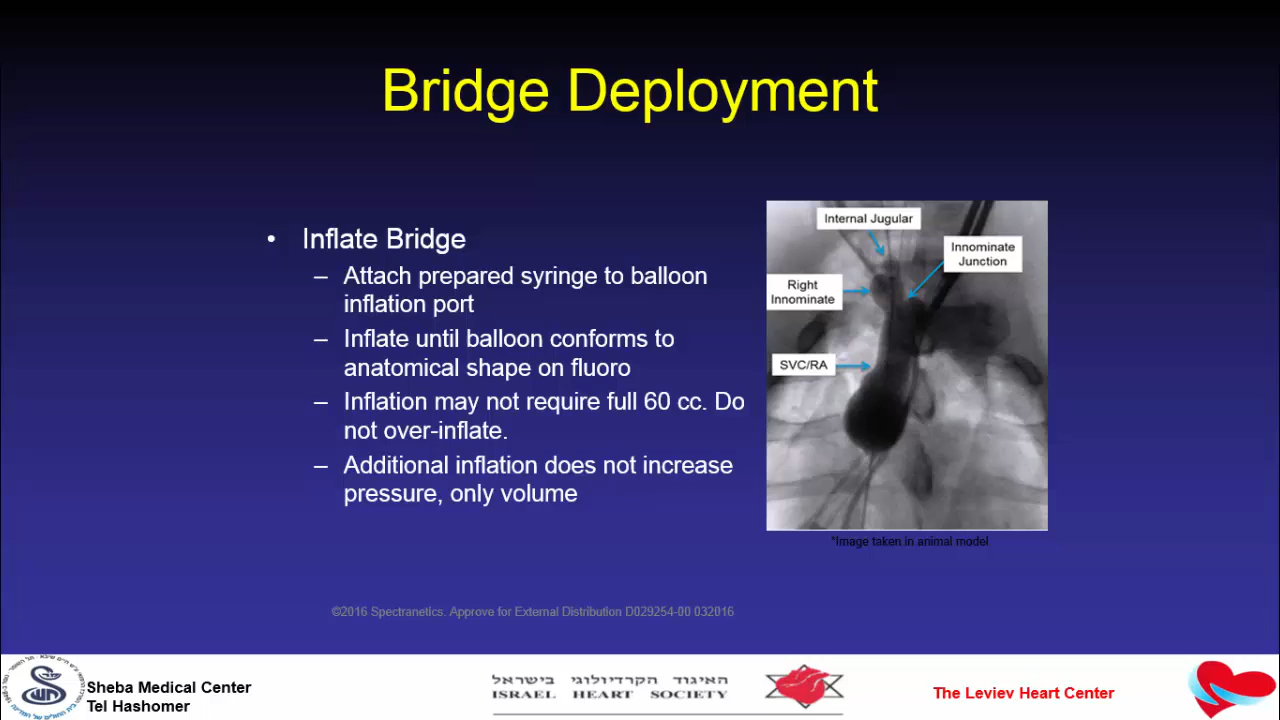 Bridge Deployment
• Inflate Bridge
– Attach prepared syringe to balloon
inflation port
– Inflate until balloon conforms to
anatomical shape on fluoro
– Inflation may not require full 60 cc. Do
not over-inflate.
– Additional inflation does not increase
pressure, only volume
Internal Jugular
Innominate
Junction
Right
Innominate
SVC/RA
*Image taken in animal model
©2016 Spectranetics. Approve for External Distribution D029254-00 032016
Sheba Medical Center
Tel Hashomer
האיגוד הקרדיולוגי בישראל
ISRAEL HEART SOCIETY
The Leviev Heart Center